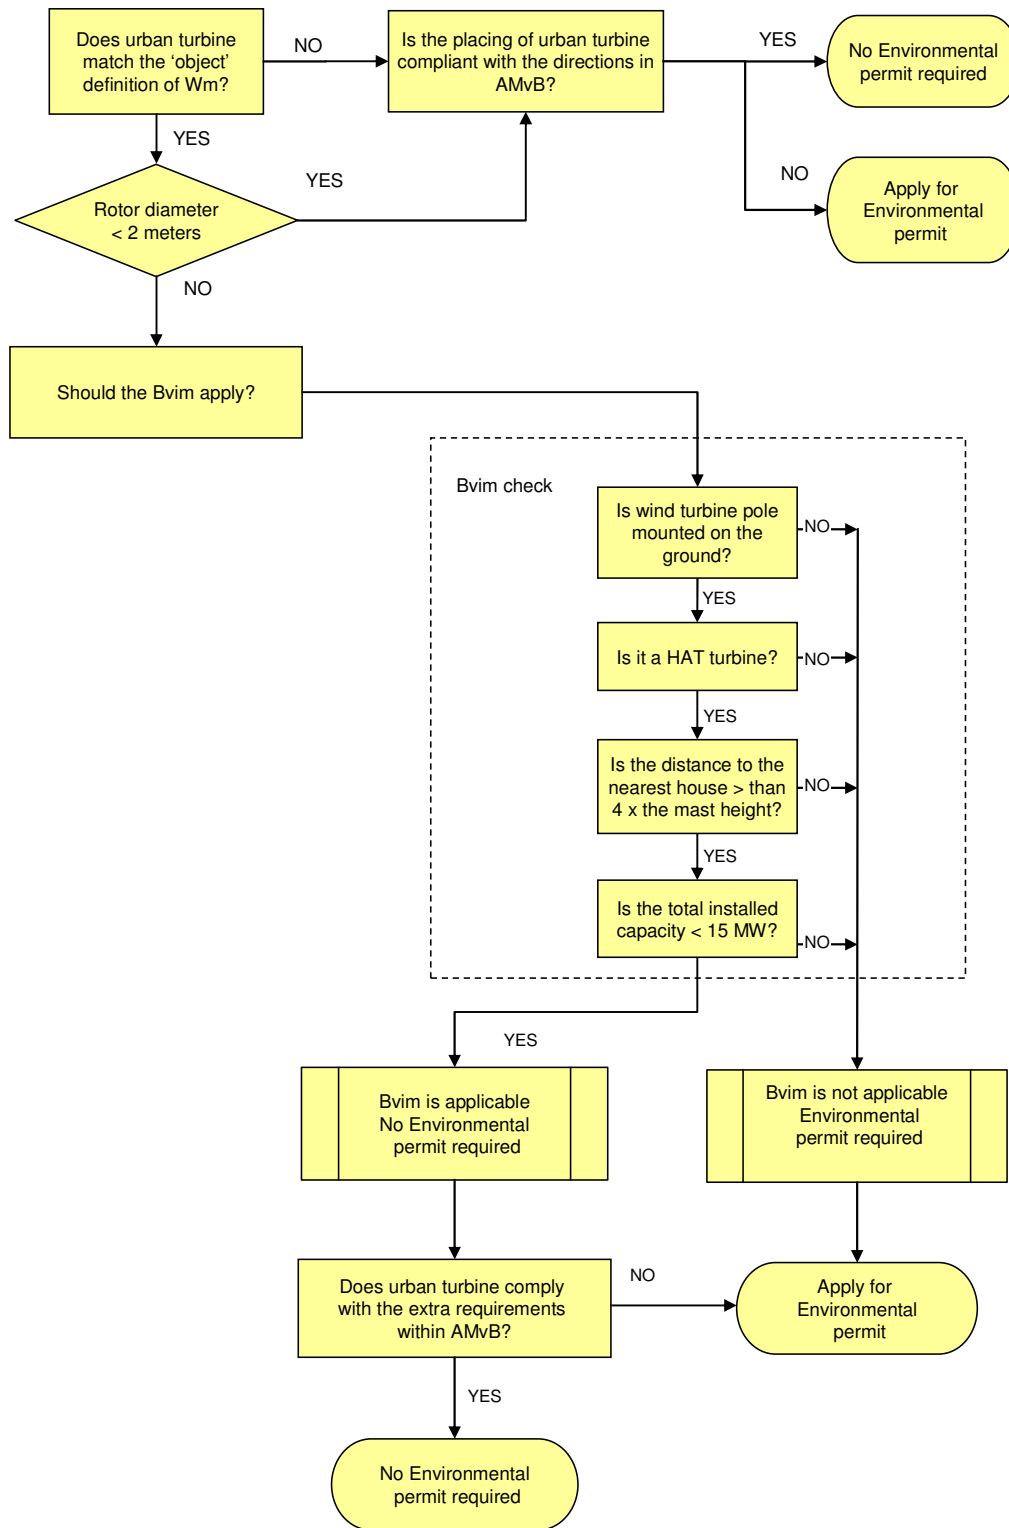 Does urban turbine
match the ‘object’
definition of Wm?
NO
Is the placing of urban turbine
compliant with the directions in
AMvB?
YES
No Environmental
permit required
YES
NO
Apply for
Environmental
permit
YES
Rotor diameter
< 2 meters
NO
Should the Bvim apply?
Bvim check
Is wind turbine pole
mounted on the
ground?
NO
YES
Is it a HAT turbine?
NO
YES
Is the distance to the
nearest house > than
4 x the mast height?
NO
YES
Is the total installed
capacity < 15 MW?
NO
YES
Bvim is applicable
No Environmental
permit required
Bvim is not applicable
Environmental
permit required
Does urban turbine comply
with the extra requirements
within AMvB?
NO
Apply for
Environmental
permit
YES
No Environmental
permit required